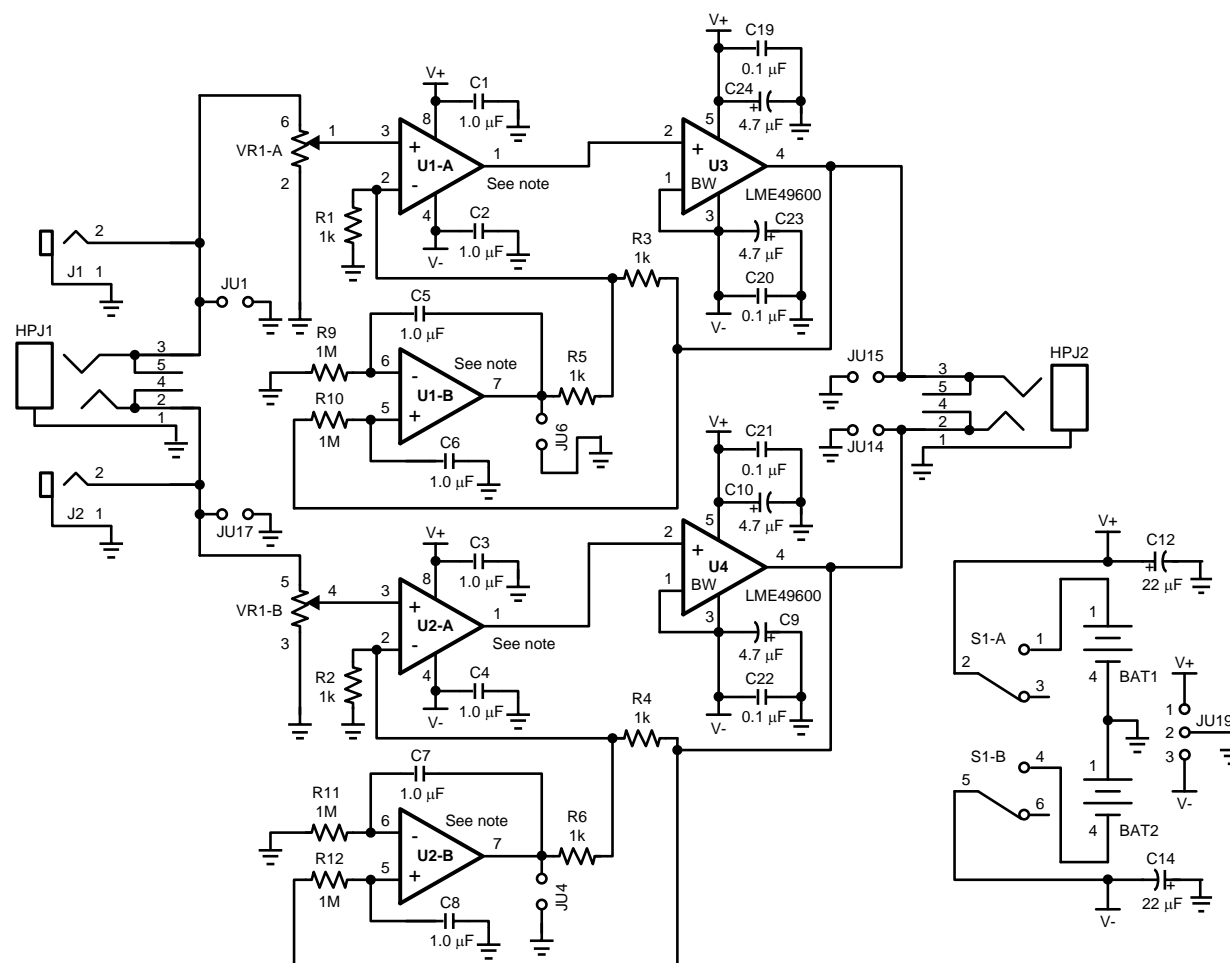 C19
0.1 µF
C24
+
4.7 µF
V+
5
2
+
U3
4
1
BW
LME49600
3
C23
+
4.7 µF
C20
0.1 µF
V-
V+
C1
1.0 µF
8
6
VR1-A
1
2
3
+
U1-A
1
2
-
See note
4
C2
1.0 µF
V-
R1
1k
R3
1k
2
J1 1
JU1
HPJ1
3
5
4
2
1
C5
1.0 µF
R9
1M
6
-
See note
U1-B
7
R5
1k
R10
1M
5
+
C6
1.0 µF
JU6
JU15
JU14
3
5
4
2
1
HPJ2
2
J2 1
JU17
V+
C21
0.1 µF
C10
+
4.7 µF
5
2
+
U4
4
1
BW
LME49600
3
C9
+
4.7 µF
C22
0.1 µF
V-
V+
C3
1.0 µF
8
5
VR1-B
4
3
3
+
U2-A
1
2
-
See note
4
C4
1.0 µF
V-
R2
1k
R4
1k
C7
1.0 µF
R11
1M
6
-
See note
U2-B
7
R6
1k
R12
1M
5
+
C8
1.0 µF
JU4
V+
C12
+
22 µF
S1-A
1
2
3
1
4
BAT1
V+
1
2
3
JU19
V-
S1-B
4
5
6
1
4
BAT2
C14
+
22 µF
V-